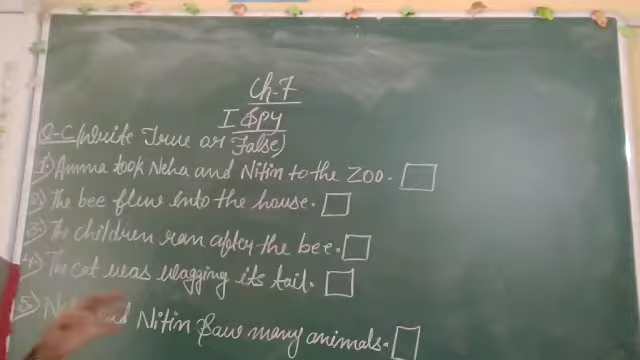 Ch-7
I Spy
Q-C Write True or False)
1) Amma took Neha and Nitin to the zoo.
2) The bee flew into the house.
3) The children ran after the bee.
4) The cat was wagging its tail.
5) and Nitin saw many animals.